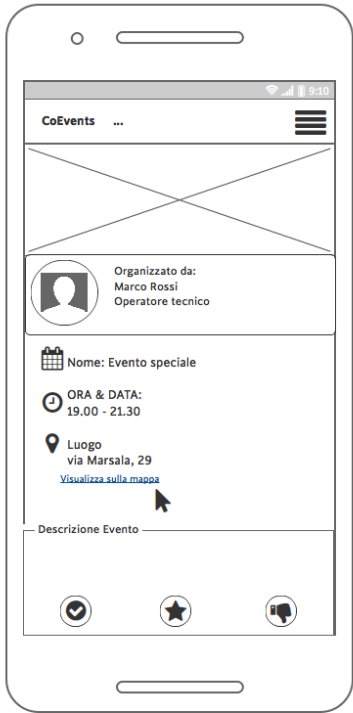 9:10
CoEvents ...
Organizzato da:
Marco Rossi
Operatore tecnico
Nome: Evento speciale
ORA & DATA:
19.00 - 21.30
Luogo
via Marsala, 29
Visualizza sulla mappa
Descrizione Evento